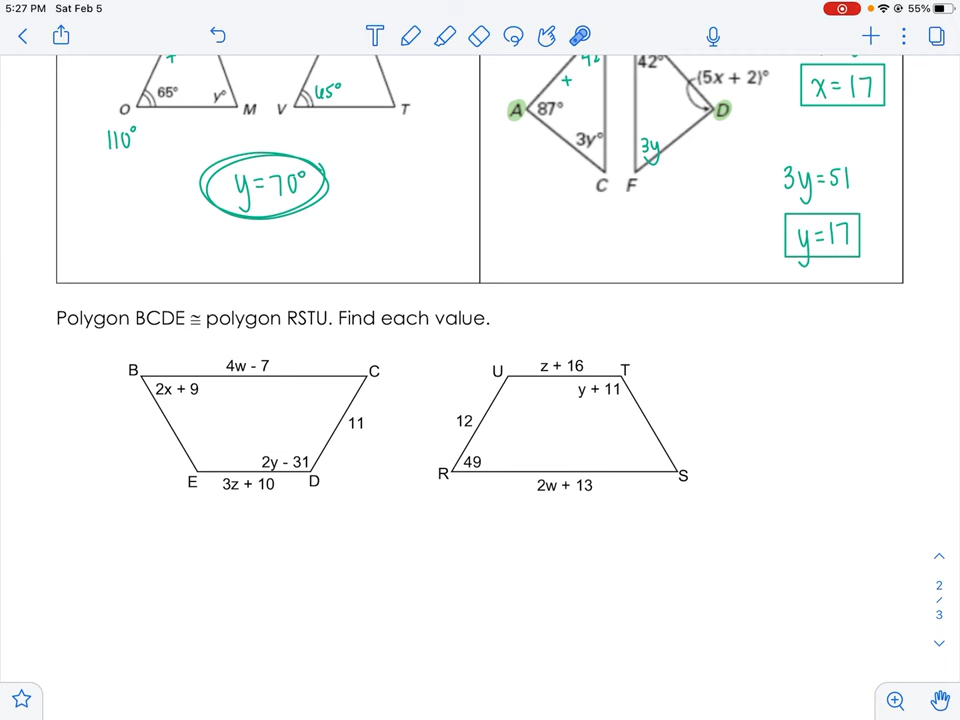 5:27 PM Sat Feb 5
55%
T
42°
(5x + 2)°
x = 17
O 65° y° M V 65° T
A 87° D
110°
3y° 3y
C F
3y = 51
y = 70°
y = 17
Polygon BCDE ≅ polygon RSTU. Find each value.
B 4w - 7 C
2x + 9
11
2y - 31
E 3z + 10 D
U z + 16 T
y + 11
12
49
R 2w + 13 S
2
/
3